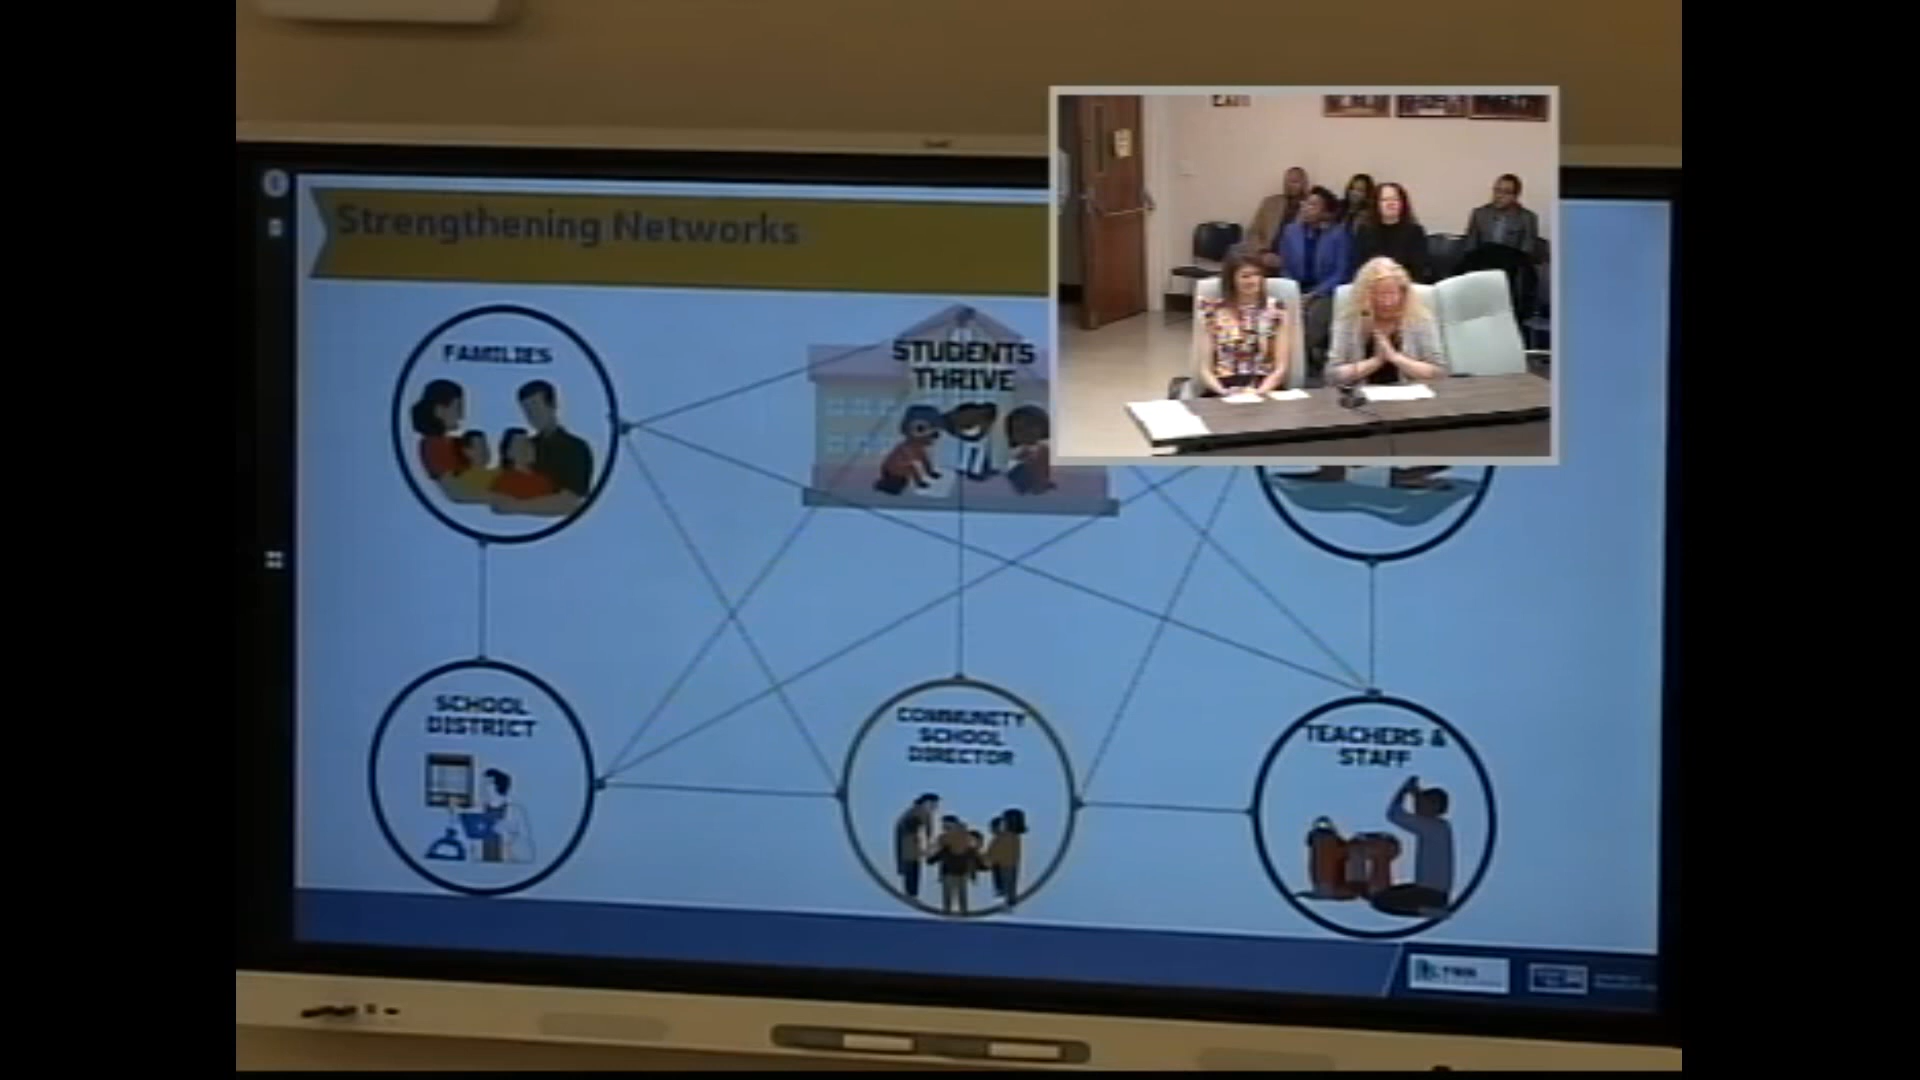 Strengthening Networks
FAMILIES
STUDENTS
THRIVE
SCHOOL
DISTRICT
COMMUNITY
SCHOOL
DIRECTOR
TEACHERS &
STAFF
EXIT